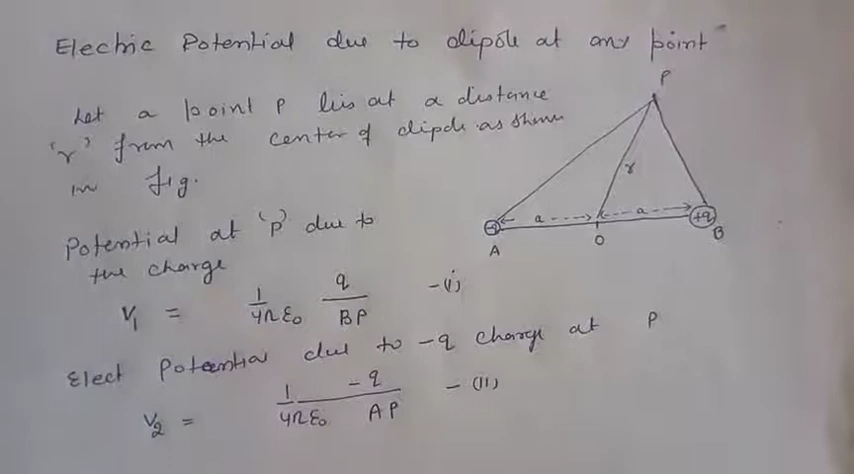 Electric Potential due to dipole at any point
Let a point P lis at a distance
'r' from the center of dipole as shown
in fig.
P
r
a
a
-q
+q
A
O
B
Potential at 'P' due to
the charge
V₁ = 1/4πε₀ q/BP -(i)
Elect Potential due to -q charge at P
V₂ = 1/4πε₀ -q/AP - (II)